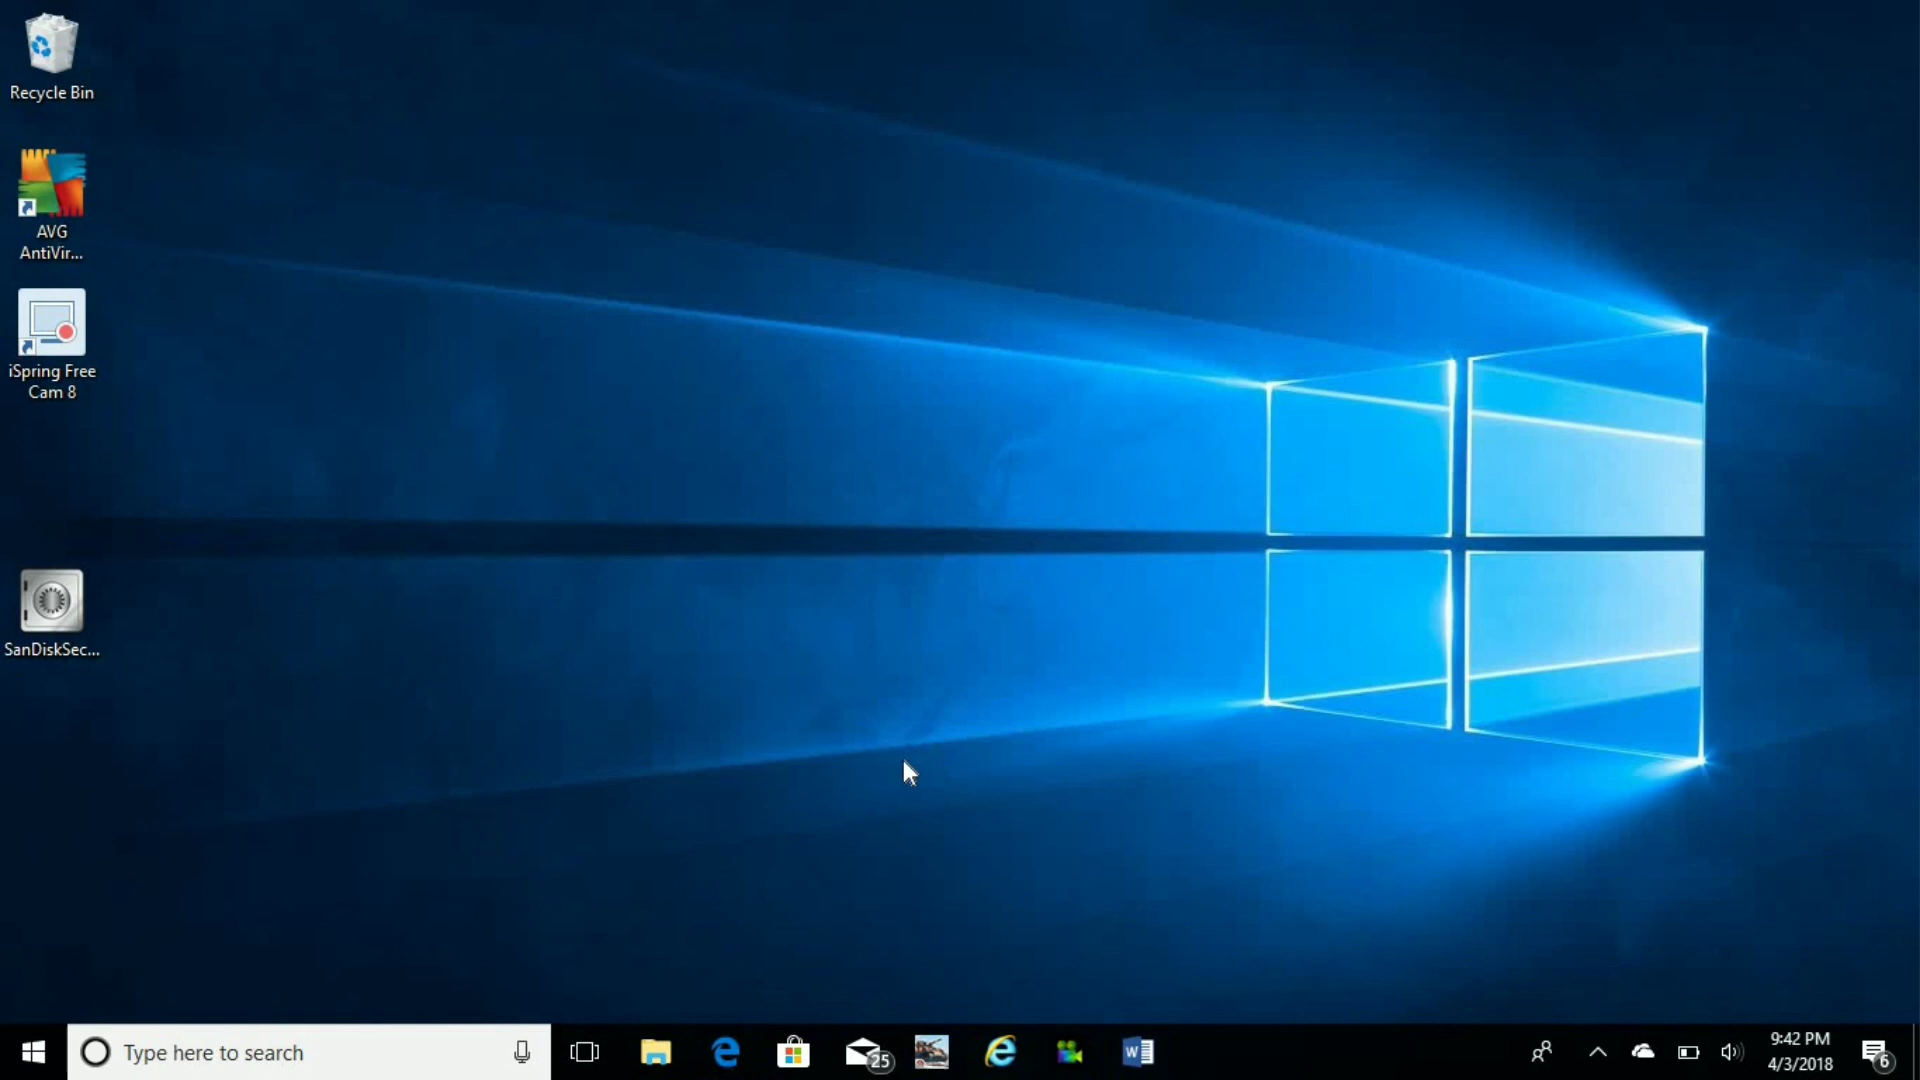 Recycle Bin
AVG
AntiVir...
iSpring Free
Cam 8
SanDiskSec...
Type here to search
25
W
9:42 PM
4/3/2018
6